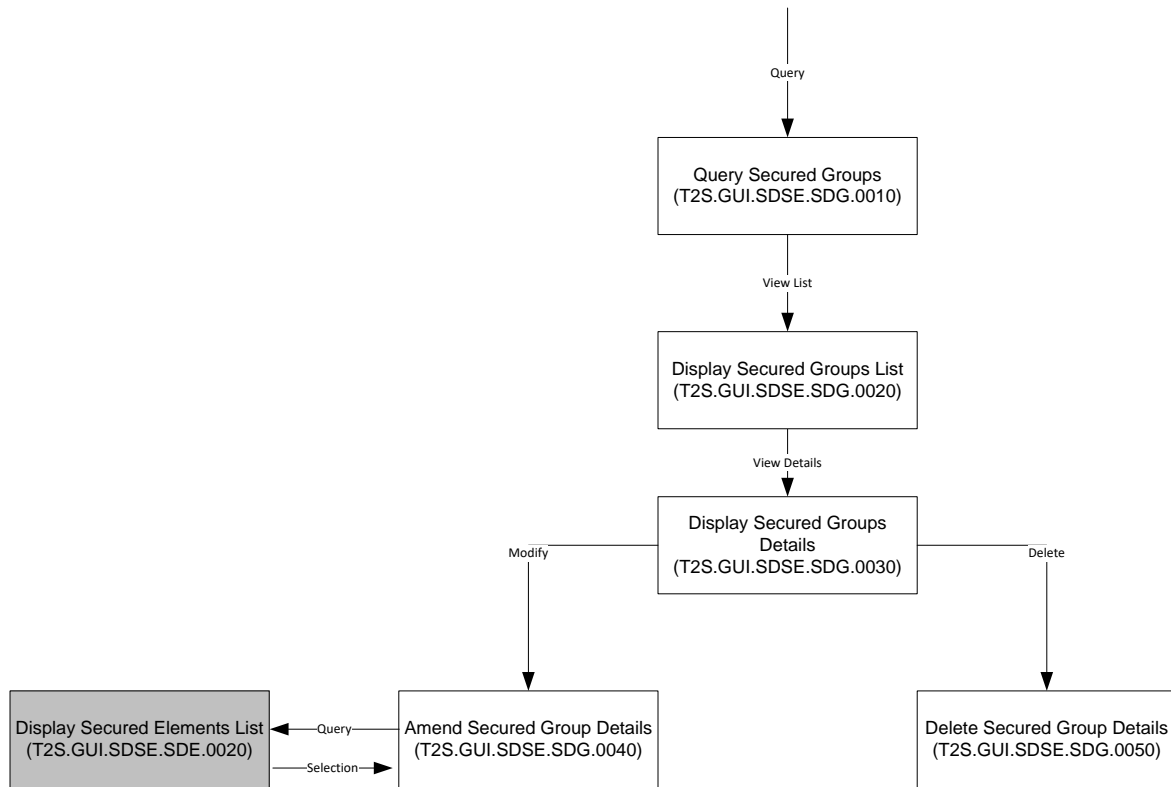 Query
Query Secured Groups
(T2S.GUI.SDSE.SDG.0010)
View List
Display Secured Groups List
(T2S.GUI.SDSE.SDG.0020)
View Details
Display Secured Groups
Details
(T2S.GUI.SDSE.SDG.0030)
Modify
Delete
Display Secured Elements List
(T2S.GUI.SDSE.SDE.0020)
Query
Selection
Amend Secured Group Details
(T2S.GUI.SDSE.SDG.0040)
Delete Secured Group Details
(T2S.GUI.SDSE.SDG.0050)